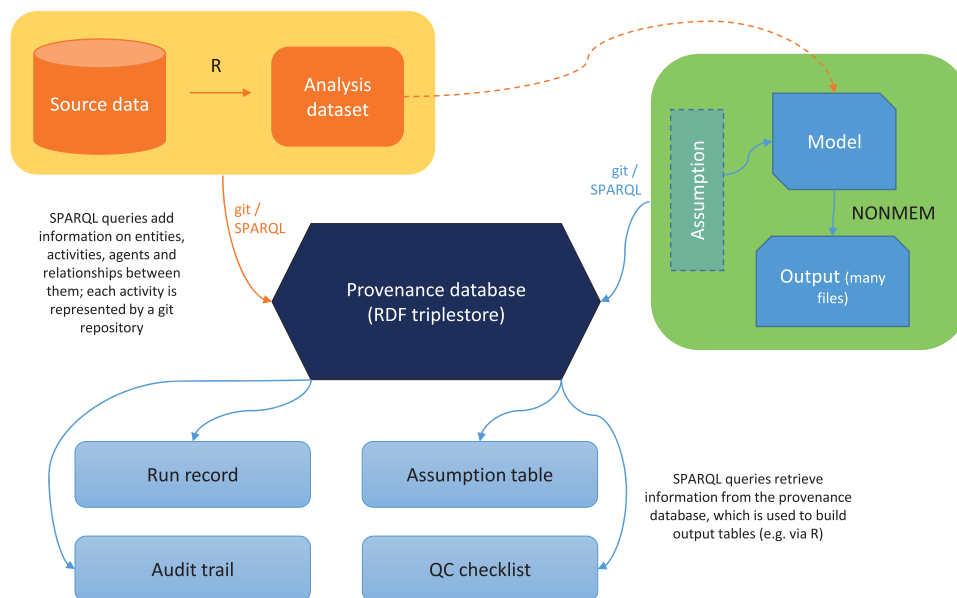 Source data
R
Analysis
dataset
Assumption
Model
NONMEM
Output (many
files)
git /
SPARQL
git /
SPARQL
SPARQL queries add
information on entities,
activities, agents and
relationships between
them; each activity is
represented by a git
repository
Provenance database
(RDF triplestore)
Run record
Assumption table
Audit trail
QC checklist
SPARQL queries retrieve
information from the provenance
database, which is used to build
output tables (e.g. via R)